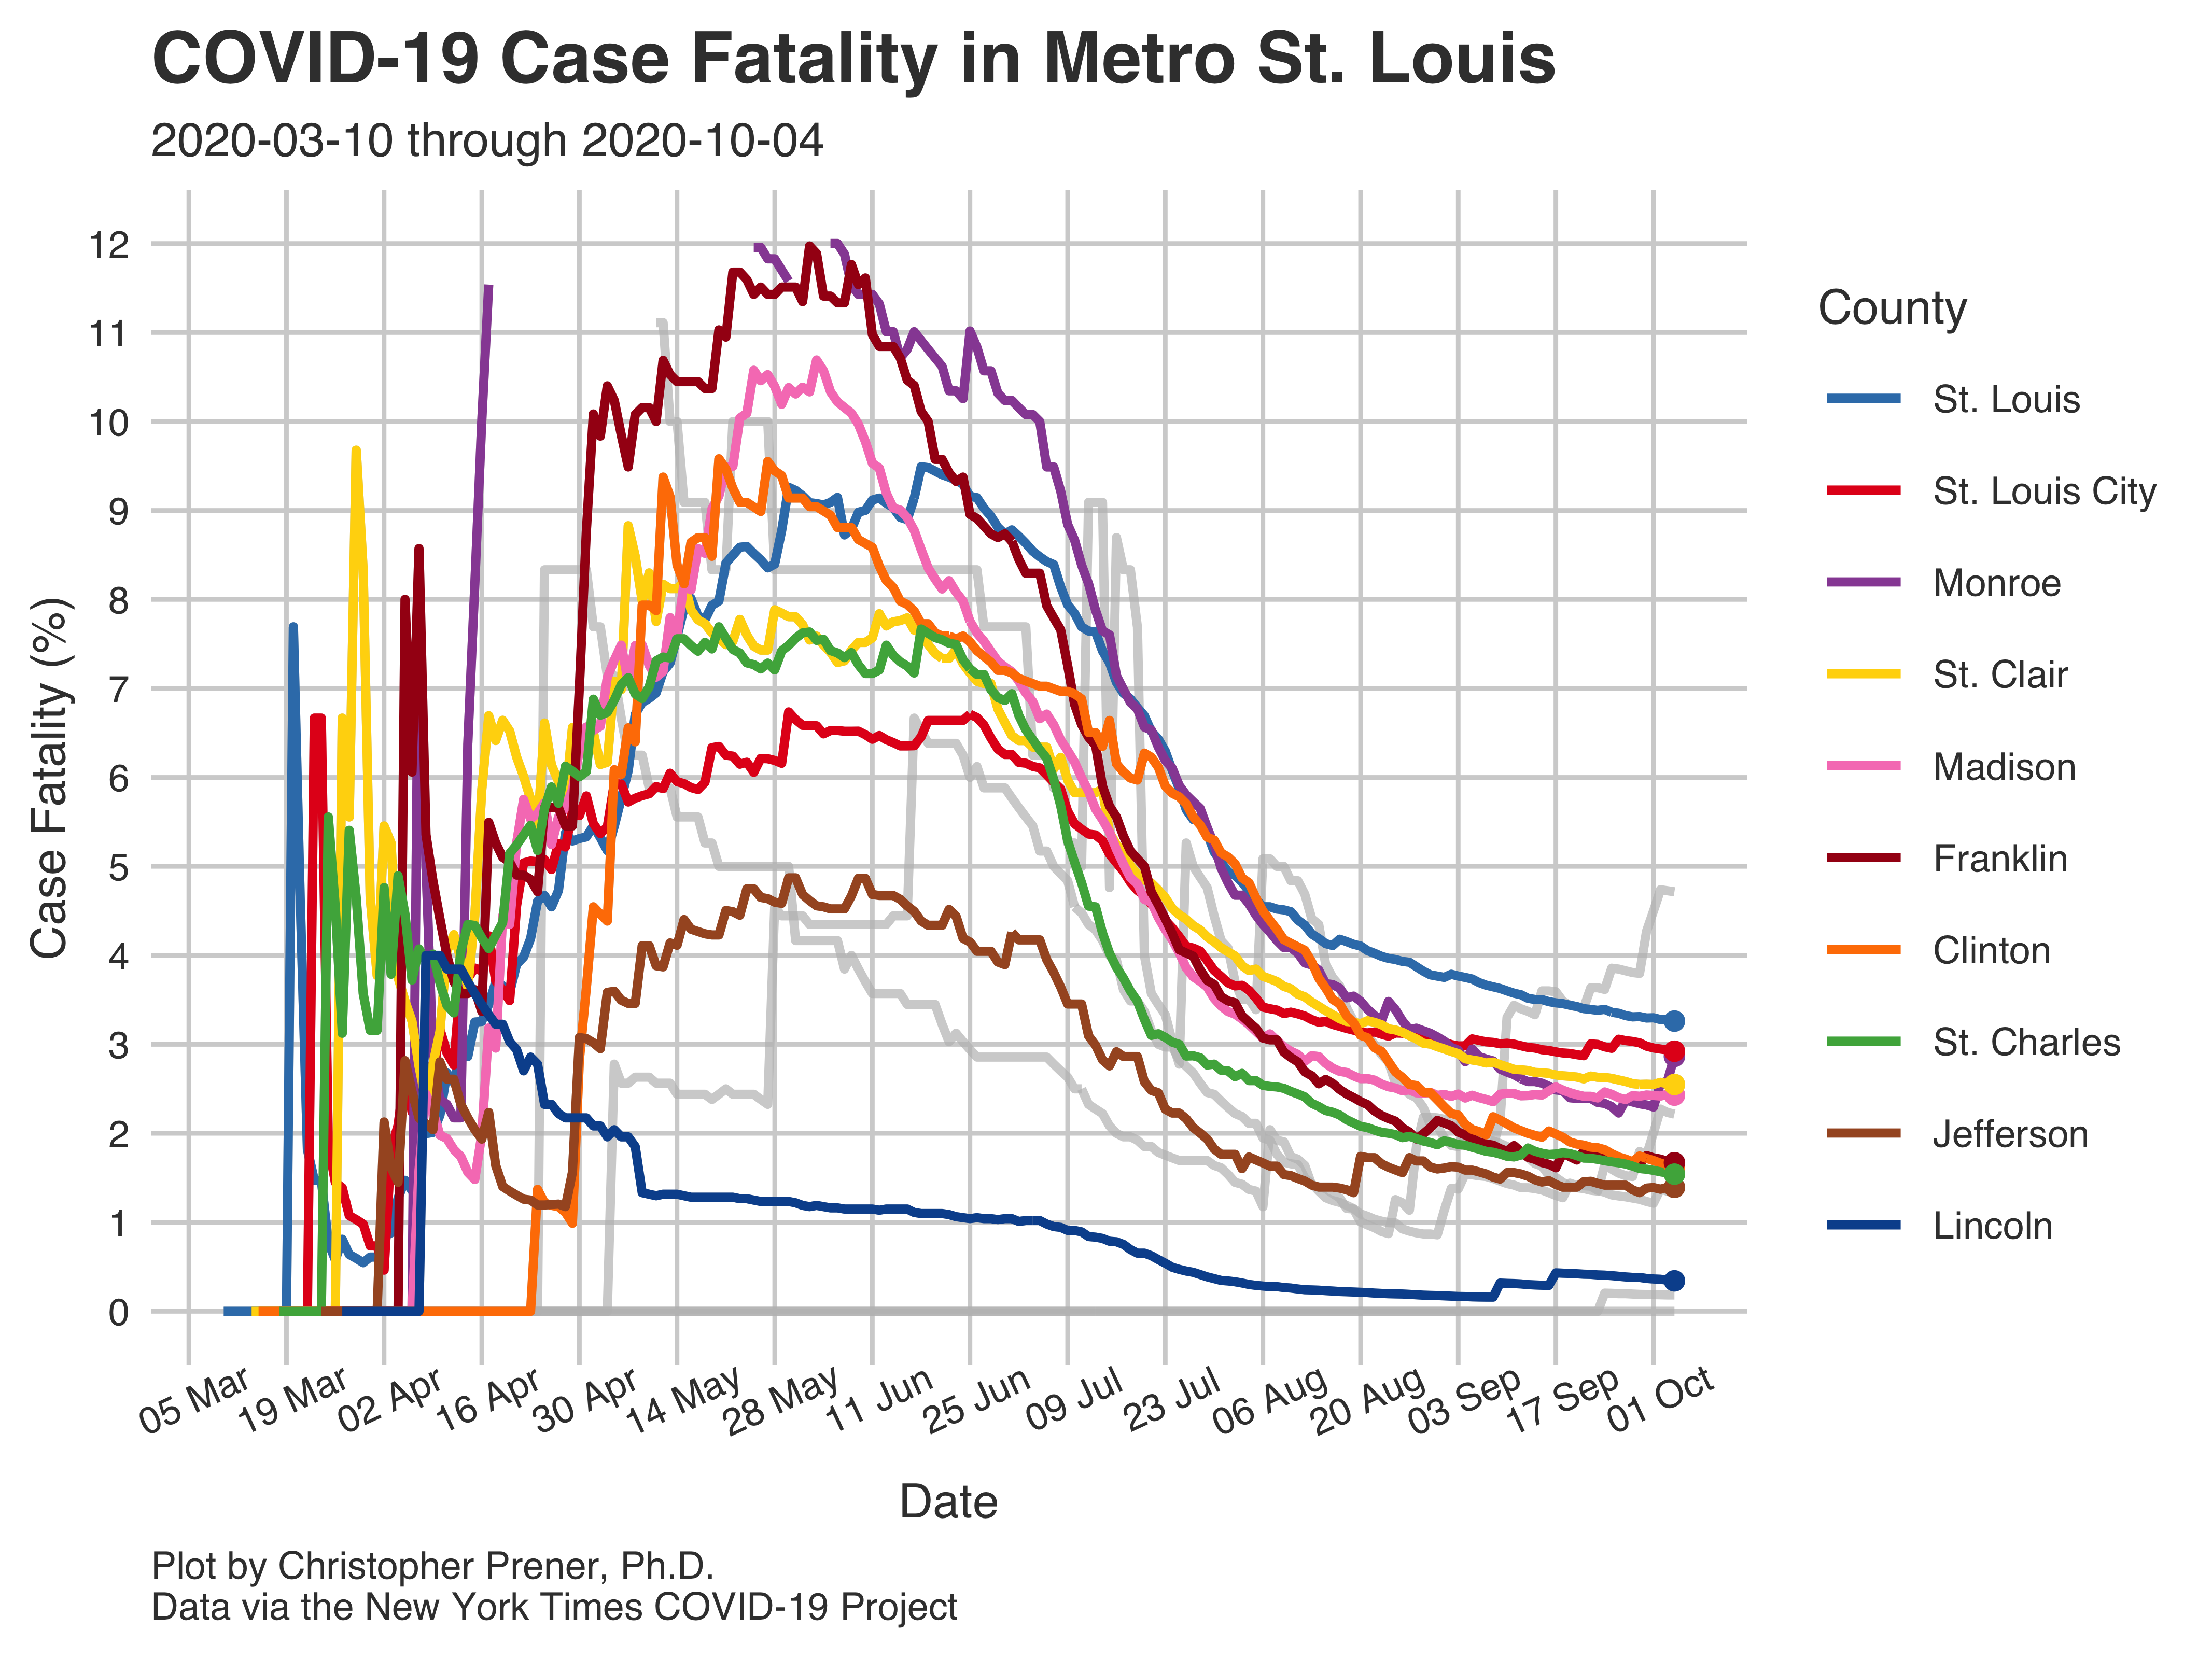 COVID-19 Case Fatality in Metro St. Louis
2020-03-10 through 2020-10-04
Case Fatality (%)
12
11
10
9
8
7
6
5
4
3
2
1
0
05 Mar
19 Mar
02 Apr
16 Apr
30 Apr
14 May
28 May
11 Jun
25 Jun
09 Jul
23 Jul
06 Aug
20 Aug
03 Sep
17 Sep
01 Oct
Date
County
St. Louis
St. Louis City
Monroe
St. Clair
Madison
Franklin
Clinton
St. Charles
Jefferson
Lincoln
Plot by Christopher Prener, Ph.D.
Data via the New York Times COVID-19 Project